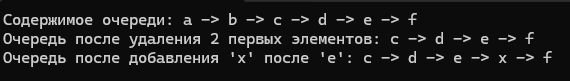 Содержимое очереди: a -> b -> c -> d -> e -> f
Очередь после удаления 2 первых элементов: c -> d -> e -> f
Очередь после добавления 'x' после 'e': c -> d -> e -> x -> f